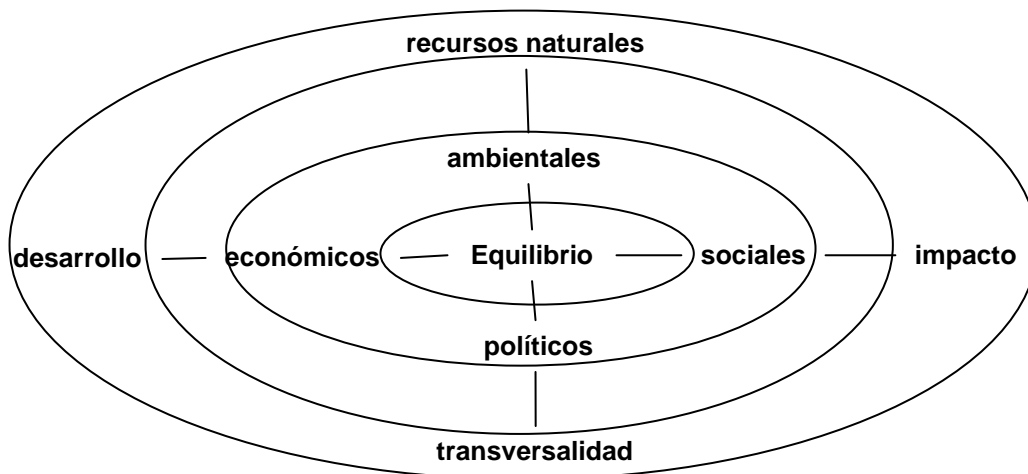 recursos naturales
ambientales
desarrollo económicos Equilibrio sociales impacto
políticos
transversalidad